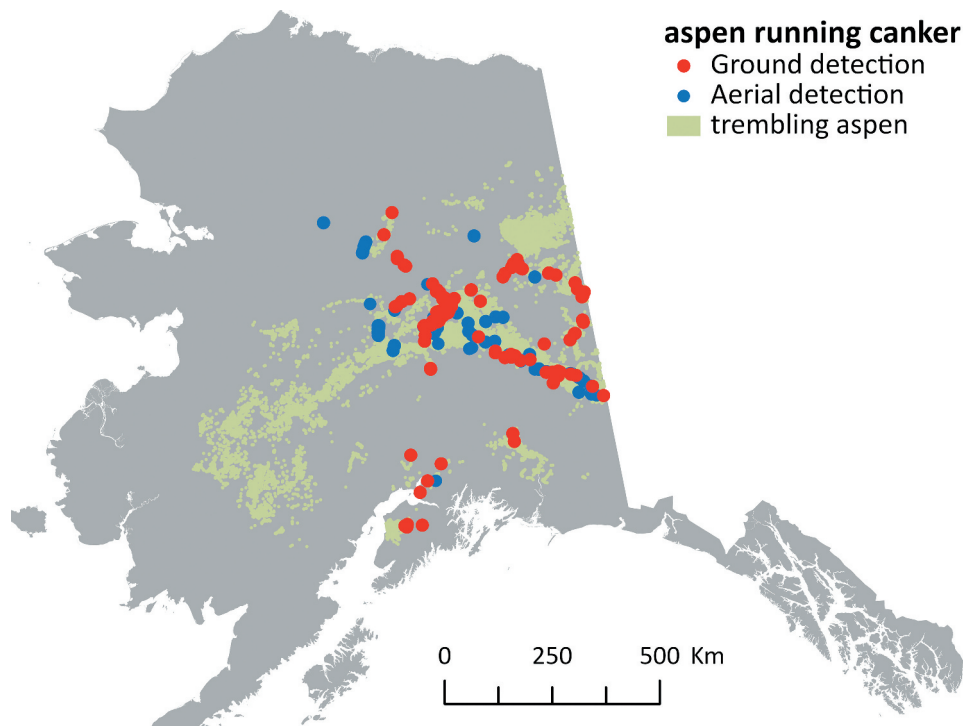 aspen running canker
Ground detection
Aerial detection
trembling aspen
0 250 500 Km